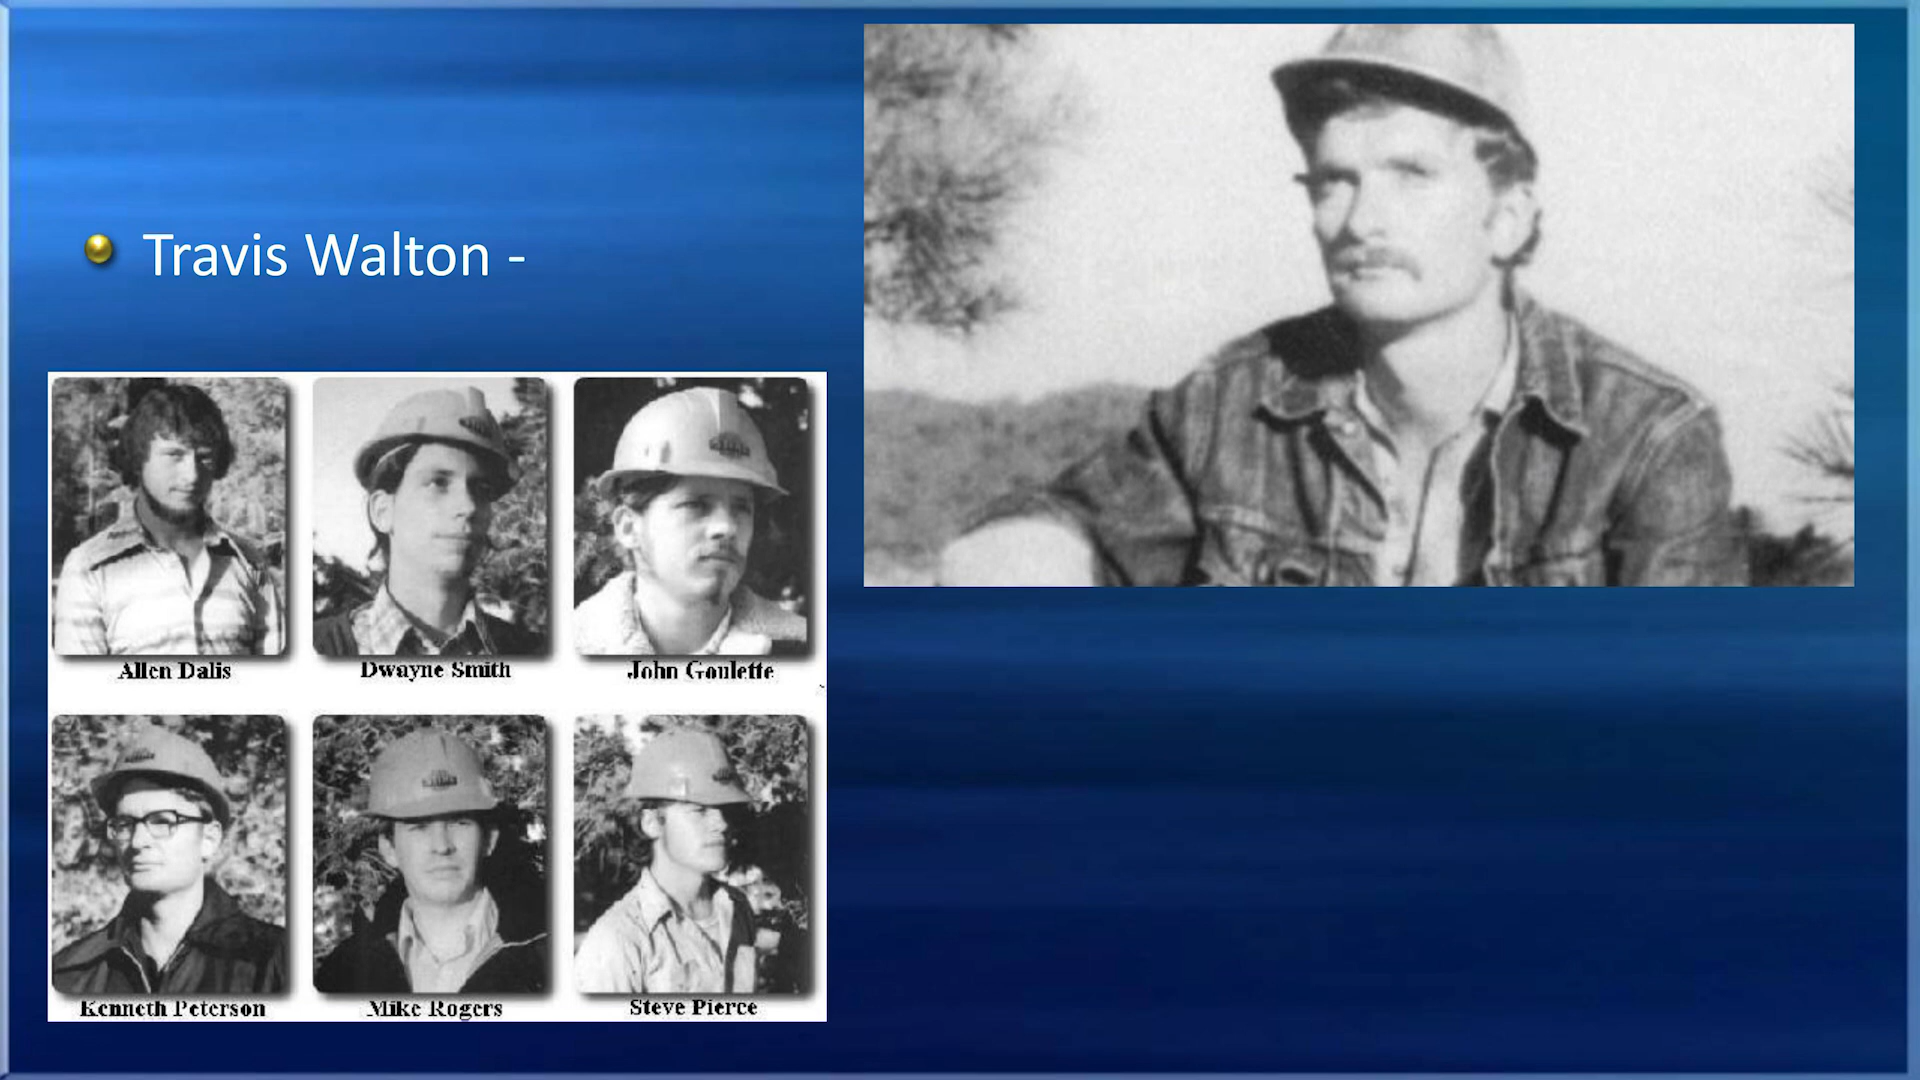 Travis Walton -
Allen Dalis
Dwayne Smith
John Goulette
Kenneth Peterson
Mike Rogers
Steve Pierce